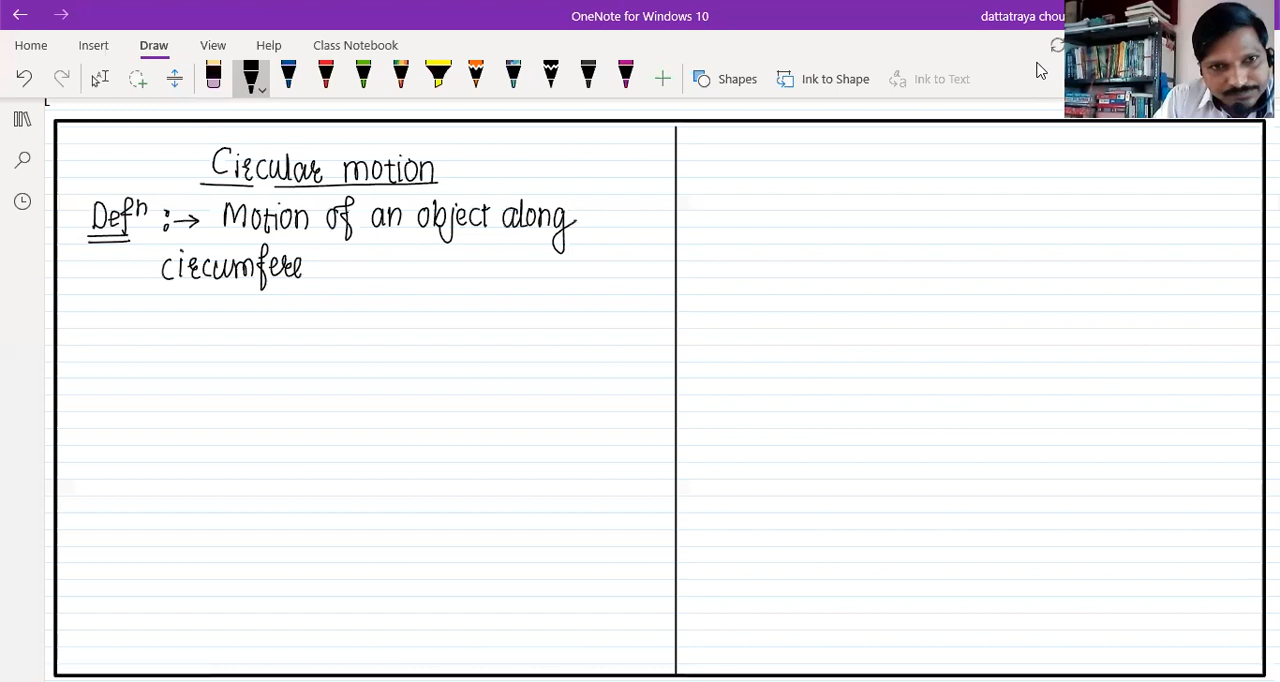 OneNote for Windows 10
dattatraya chou
Home Insert Draw View Help Class Notebook
Shapes Ink to Shape Ink to Text
Circular motion
Defn :→ Motion of an object along
circumfere